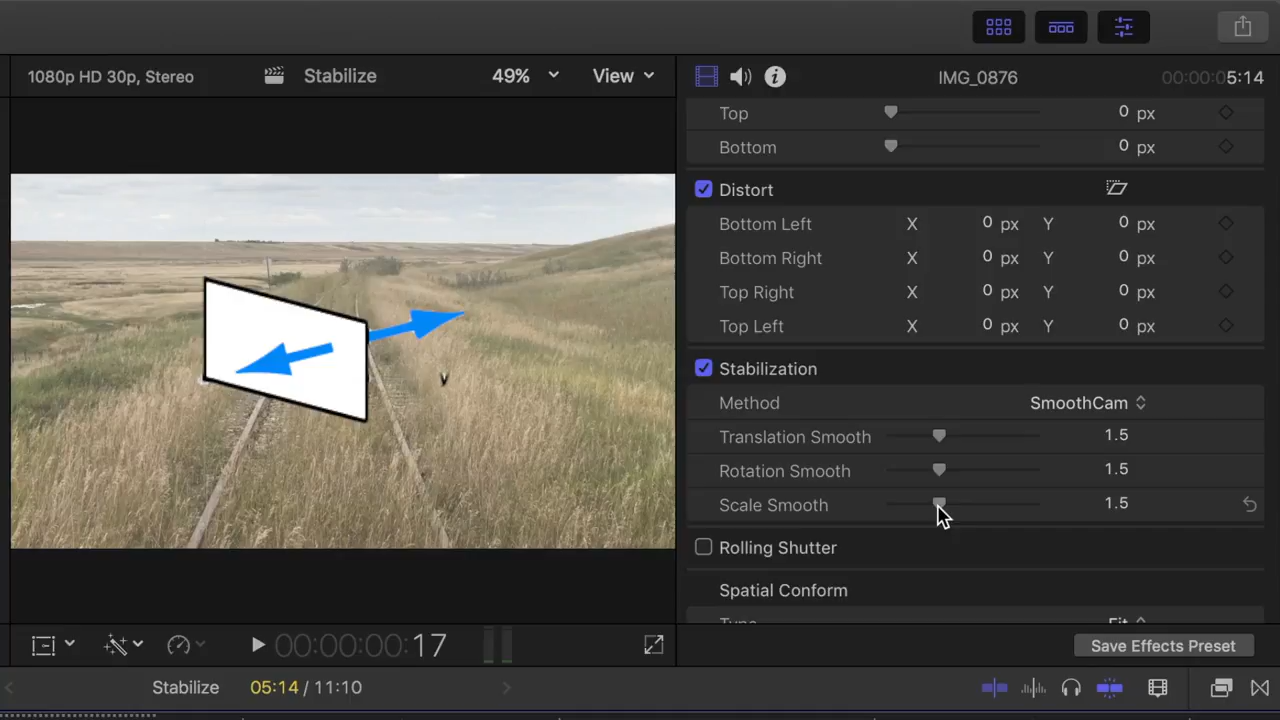 1080p HD 30p, Stereo
Stabilize
49%
View
IMG_0876
00:00:05:14
Top 0 px
Bottom 0 px
Distort
Bottom Left X 0 px Y 0 px
Bottom Right X 0 px Y 0 px
Top Right X 0 px Y 0 px
Top Left X 0 px Y 0 px
Stabilization
Method SmoothCam
Translation Smooth 1.5
Rotation Smooth 1.5
Scale Smooth 1.5
Rolling Shutter
Spatial Conform
Type Fit
00:00:00:17
Save Effects Preset
Stabilize 05:14 / 11:10